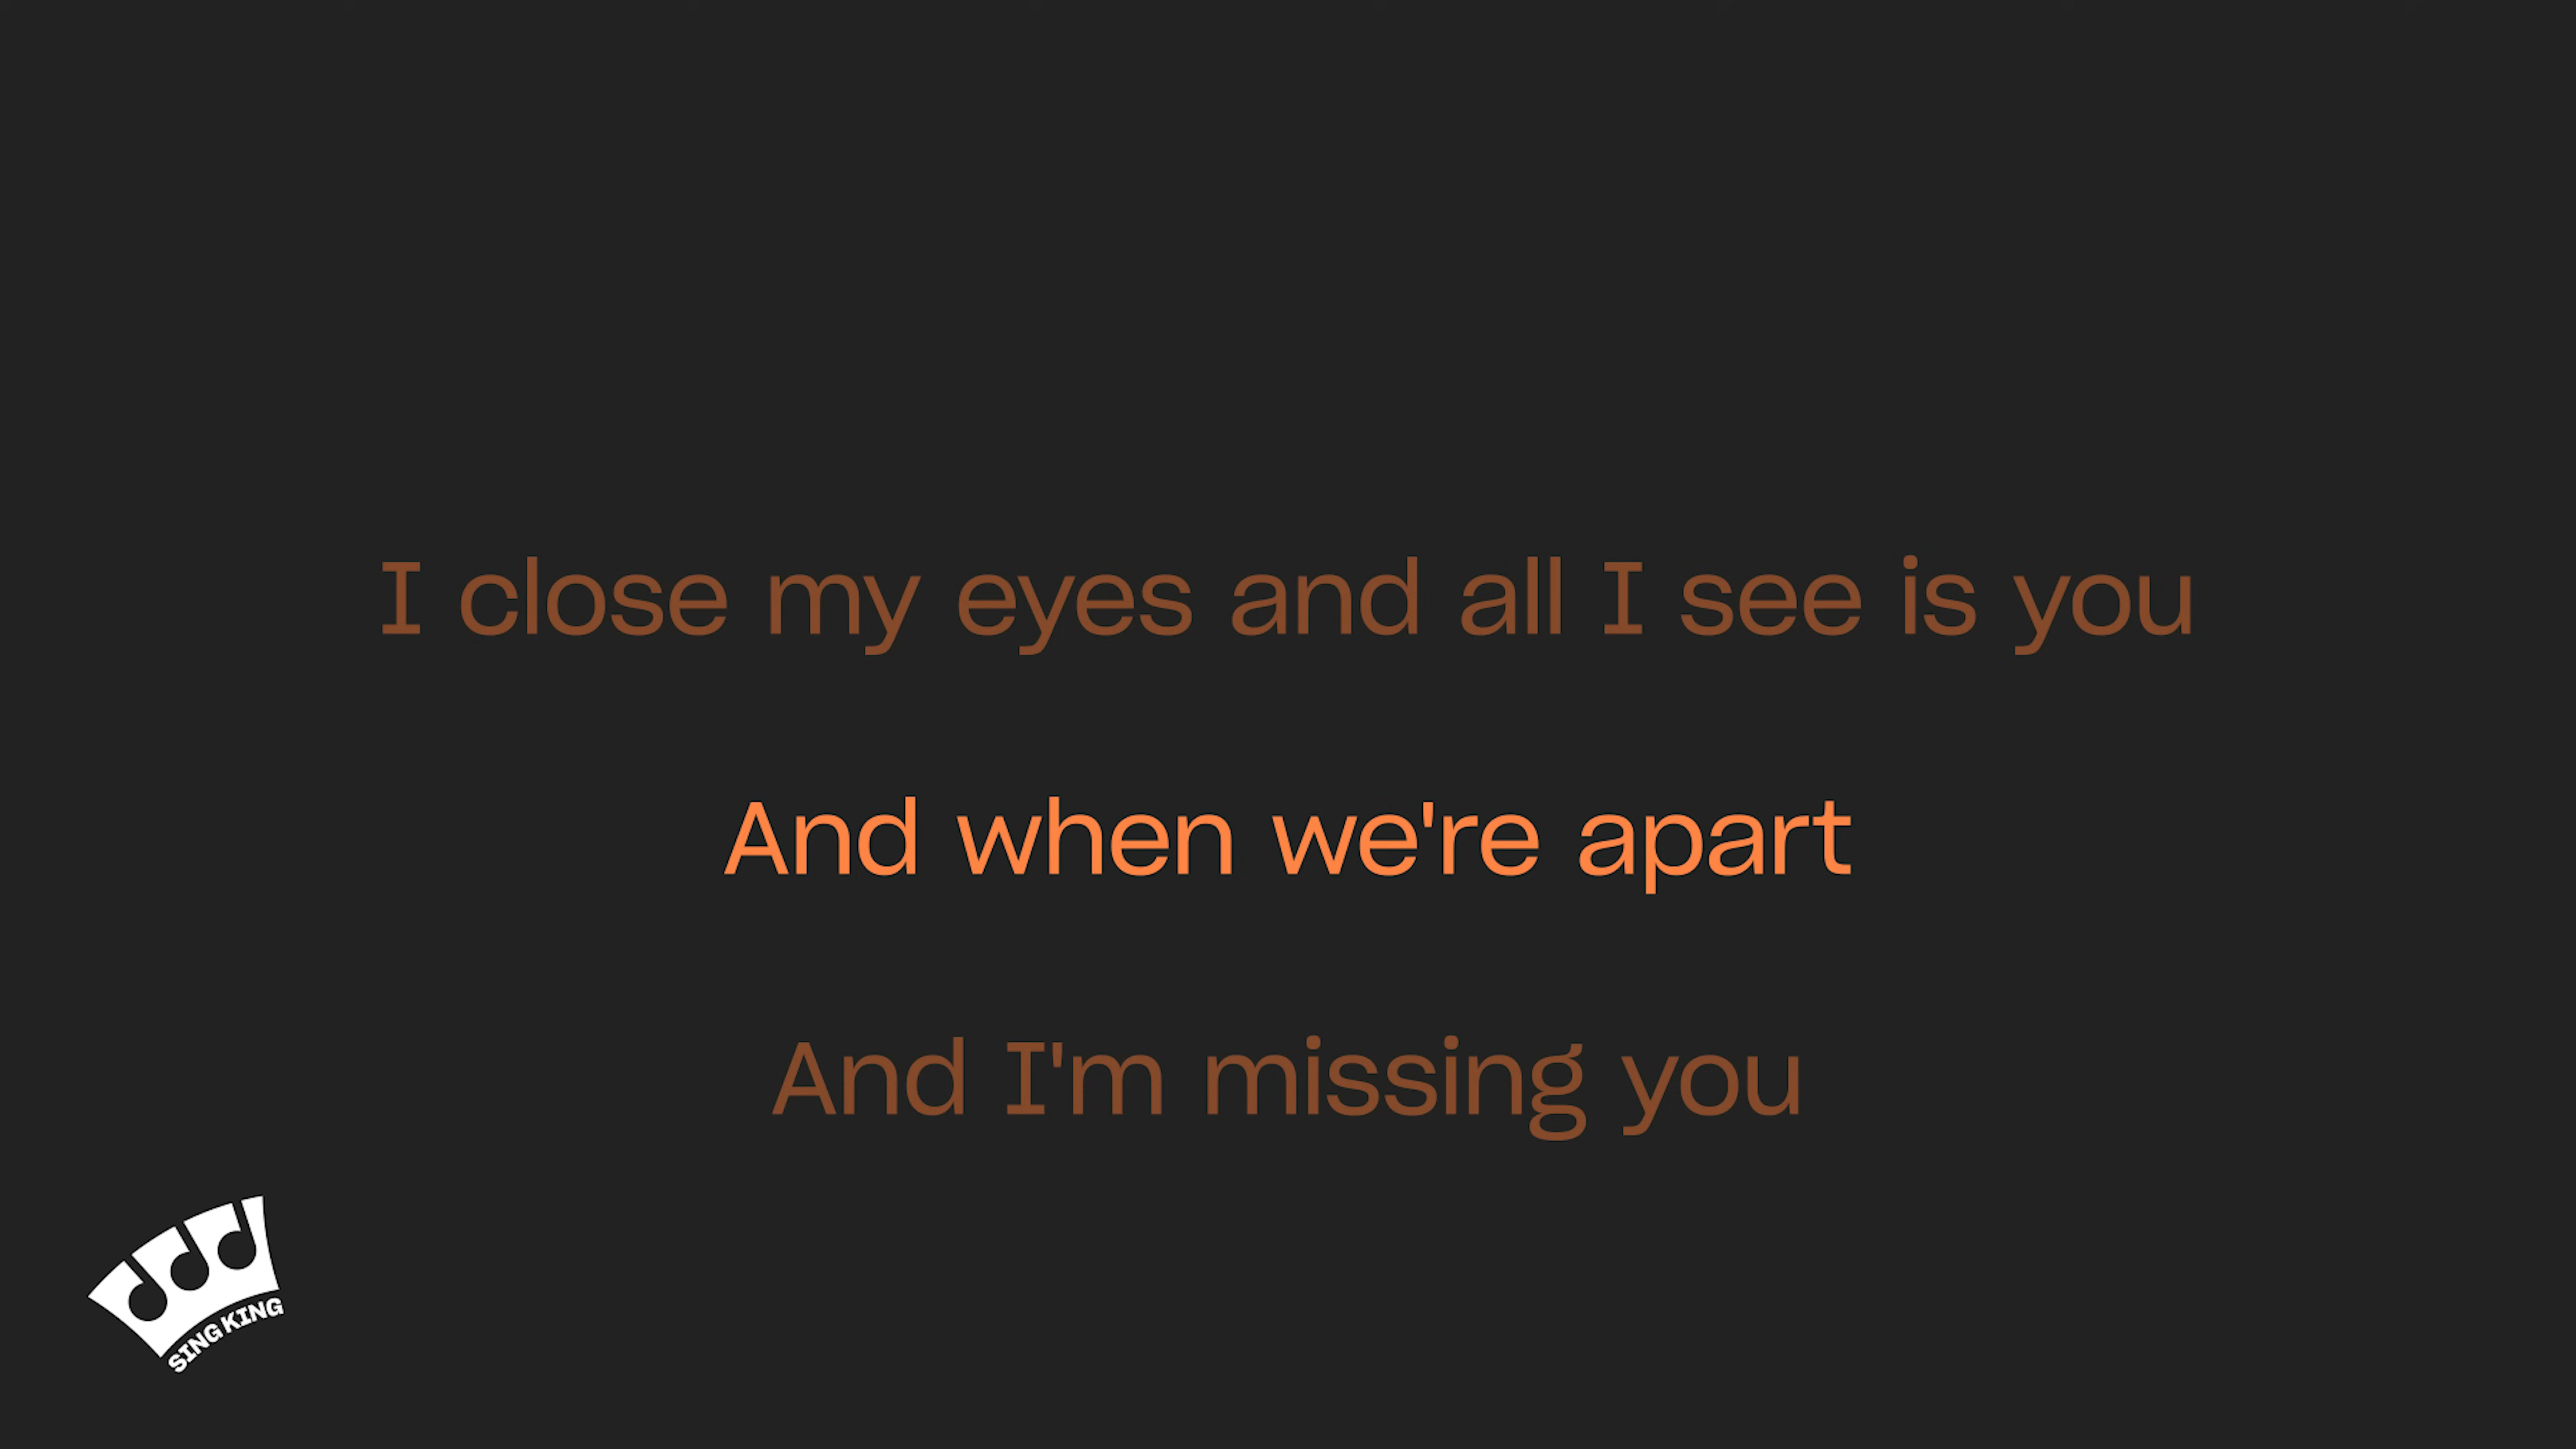 I close my eyes and all I see is you
And when we're apart
And I'm missing you
SING KING